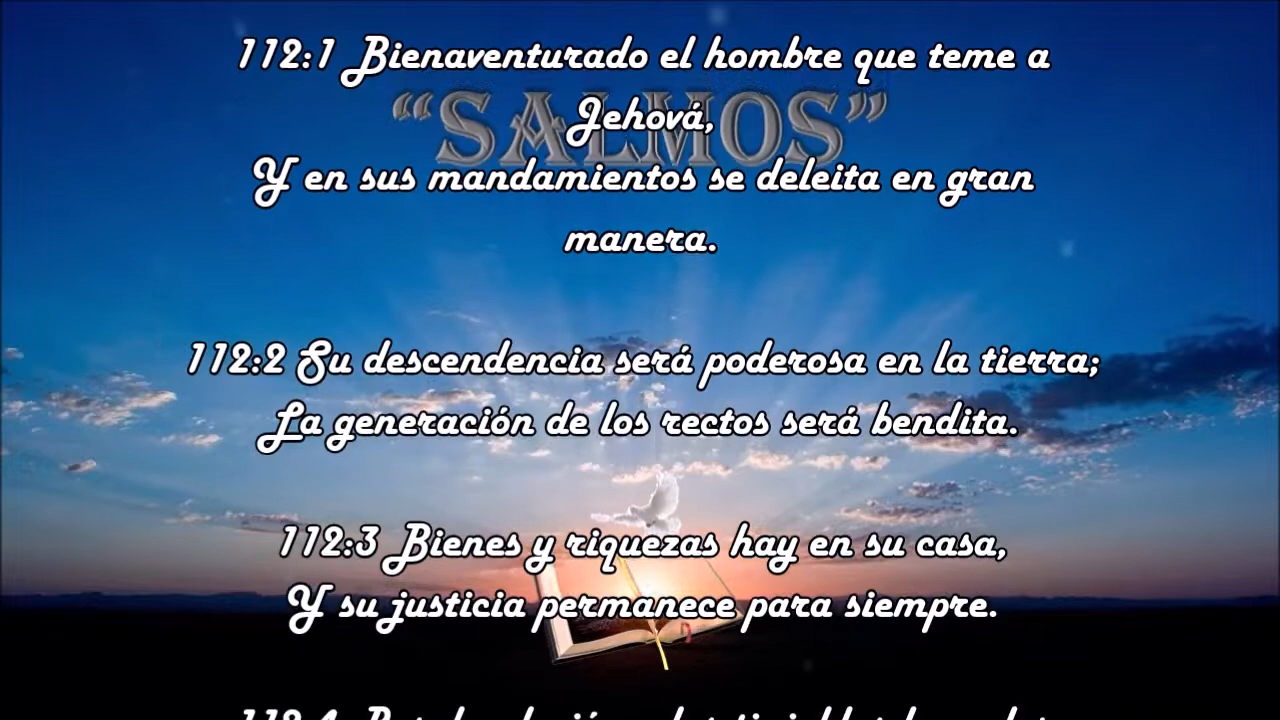 112:1 Bienaventurado el hombre que teme a
“SALMOS”
Jehová,
Y en sus mandamientos se deleita en gran
manera.
112:2 Su descendencia será poderosa en la tierra;
La generación de los rectos será bendita.
112:3 Bienes y riquezas hay en su casa,
Y su justicia permanece para siempre.